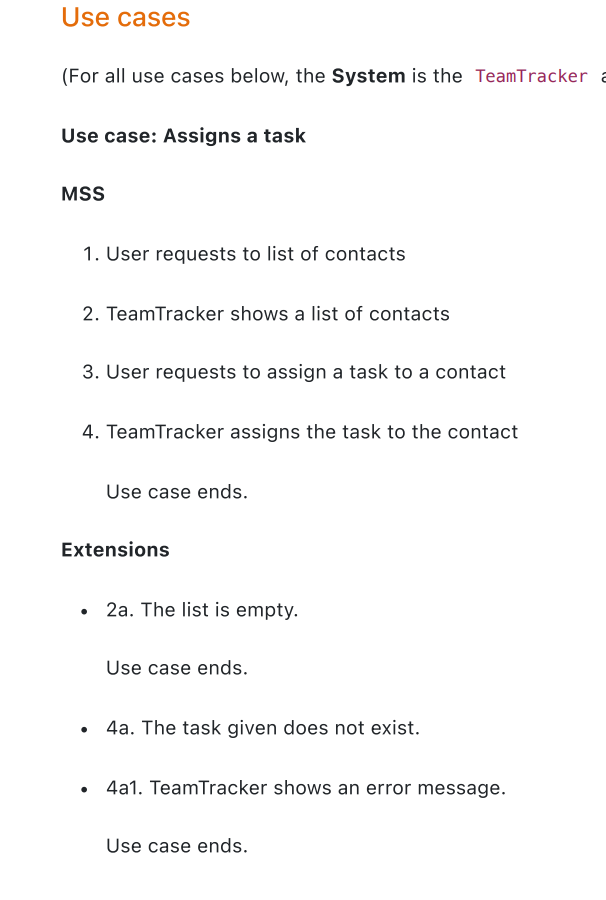 Use cases
(For all use cases below, the System is the TeamTracker a
Use case: Assigns a task
MSS
1. User requests to list of contacts
2. TeamTracker shows a list of contacts
3. User requests to assign a task to a contact
4. TeamTracker assigns the task to the contact
Use case ends.
Extensions
• 2a. The list is empty.
Use case ends.
• 4a. The task given does not exist.
• 4a1. TeamTracker shows an error message.
Use case ends.